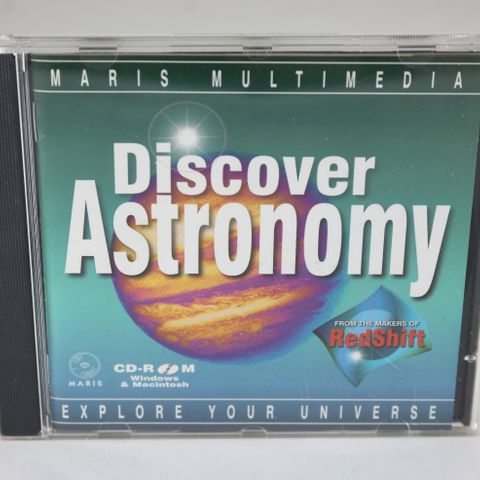 MARIS MULTIMEDIA
Discover
Astronomy
FROM THE MAKERS OF
RedShift
CD-ROM
Windows
& Macintosh
MARIS
EXPLORE YOUR UNIVERSE